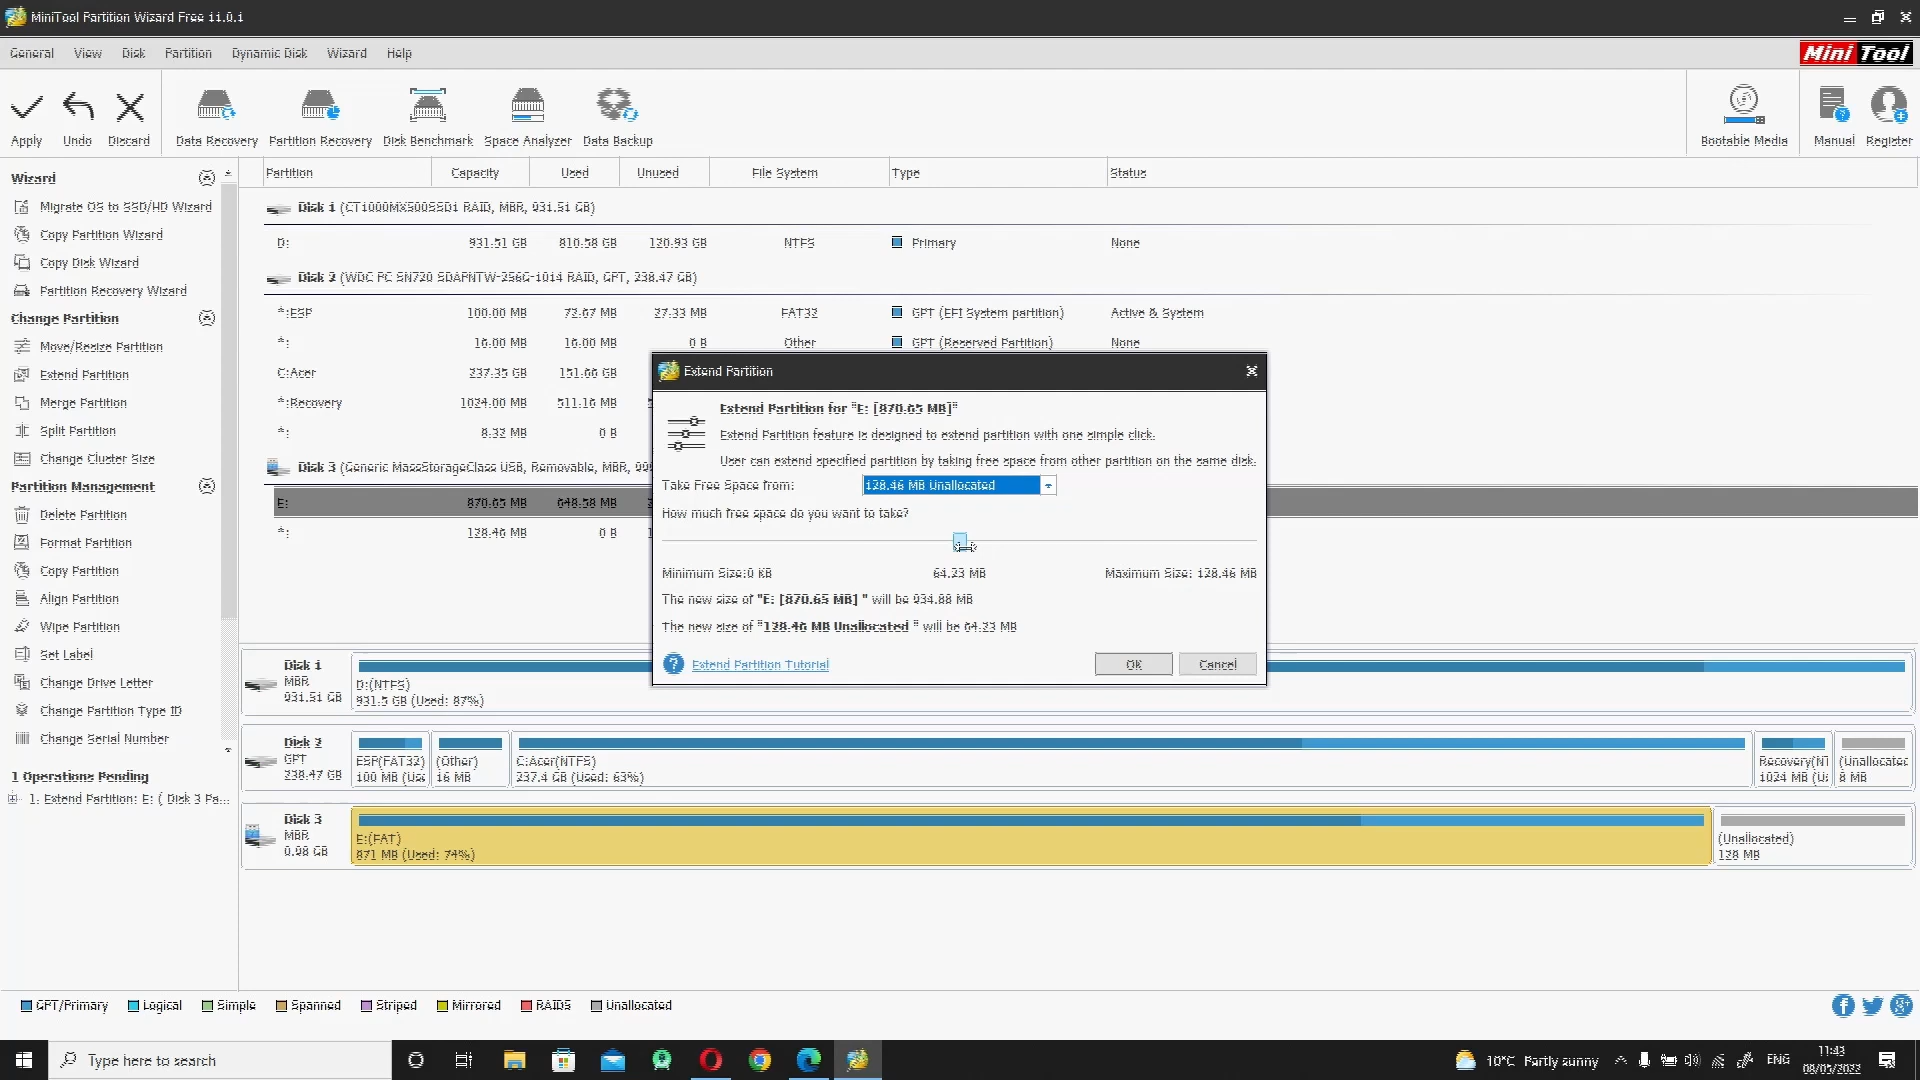 MiniTool Partition Wizard Free 11.0.1
General View Disk Partition Dynamic Disk Wizard Help
Mini Tool
Apply Undo Discard Data Recovery Partition Recovery Disk Benchmark Space Analyzer Data Backup Bootable Media Manual Register
Wizard
Migrate OS to SSD/HD Wizard
Copy Partition Wizard
Copy Disk Wizard
Partition Recovery Wizard
Change Partition
Move/Resize Partition
Extend Partition
Merge Partition
Split Partition
Change Cluster Size
Partition Management
Delete Partition
Format Partition
Copy Partition
Align Partition
Wipe Partition
Set Label
Change Drive Letter
Change Partition Type ID
Change Serial Number
1 Operations Pending
1. Extend Partition: E: ( Disk 3 Pa...
Partition Capacity Used Unused File System Type Status
Disk 1 (CT1000MX500SSD1 RAID, MBR, 931.51 GB)
D: 931.51 GB 810.58 GB 120.93 GB NTFS Primary None
Disk 2 (WDC PC SN720 SDAPNTW-256G-1014 RAID, GPT, 238.47 GB)
*:ESP 100.00 MB 72.67 MB 27.33 MB FAT32 GPT (EFI System partition) Active & System
*: 16.00 MB 16.00 MB 0 B Other GPT (Reserved Partition) None
C:Acer 237.35 GB 151.66 GB
*:Recovery 1024.00 MB 511.16 MB
*: 8.32 MB 0 B
Disk 3 (Generic MassStorageClass USB, Removable, MBR, 99
E: 870.65 MB 648.58 MB
*: 128.46 MB 0 B
Extend Partition
Extend Partition for "E: [870.65 MB]"
Extend Partition feature is designed to extend partition with one simple click.
User can extend specified partition by taking free space from other partition on the same disk.
Take Free Space from: 128.46 MB Unallocated
How much free space do you want to take?
Minimum Size:0 KB 64.23 MB Maximum Size: 128.46 MB
The new size of "E: [870.65 MB] " will be 934.88 MB
The new size of "128.46 MB Unallocated " will be 64.23 MB
Extend Partition Tutorial OK Cancel
Disk 1
MBR
931.51 GB
D:(NTFS)
931.5 GB (Used: 87%)
Disk 2
GPT
238.47 GB
ESP(FAT32)
100 MB (Use
(Other)
16 MB
C:Acer(NTFS)
237.4 GB (Used: 63%)
Recovery(NT
1024 MB (U:
(Unallocated
8 MB
Disk 3
MBR
0.98 GB
E:(FAT)
871 MB (Used: 74%)
(Unallocated)
128 MB
GPT/Primary Logical Simple Spanned Striped Mirrored RAID5 Unallocated
Type here to search
10°C Partly sunny
ENG
11:43
08/05/2022